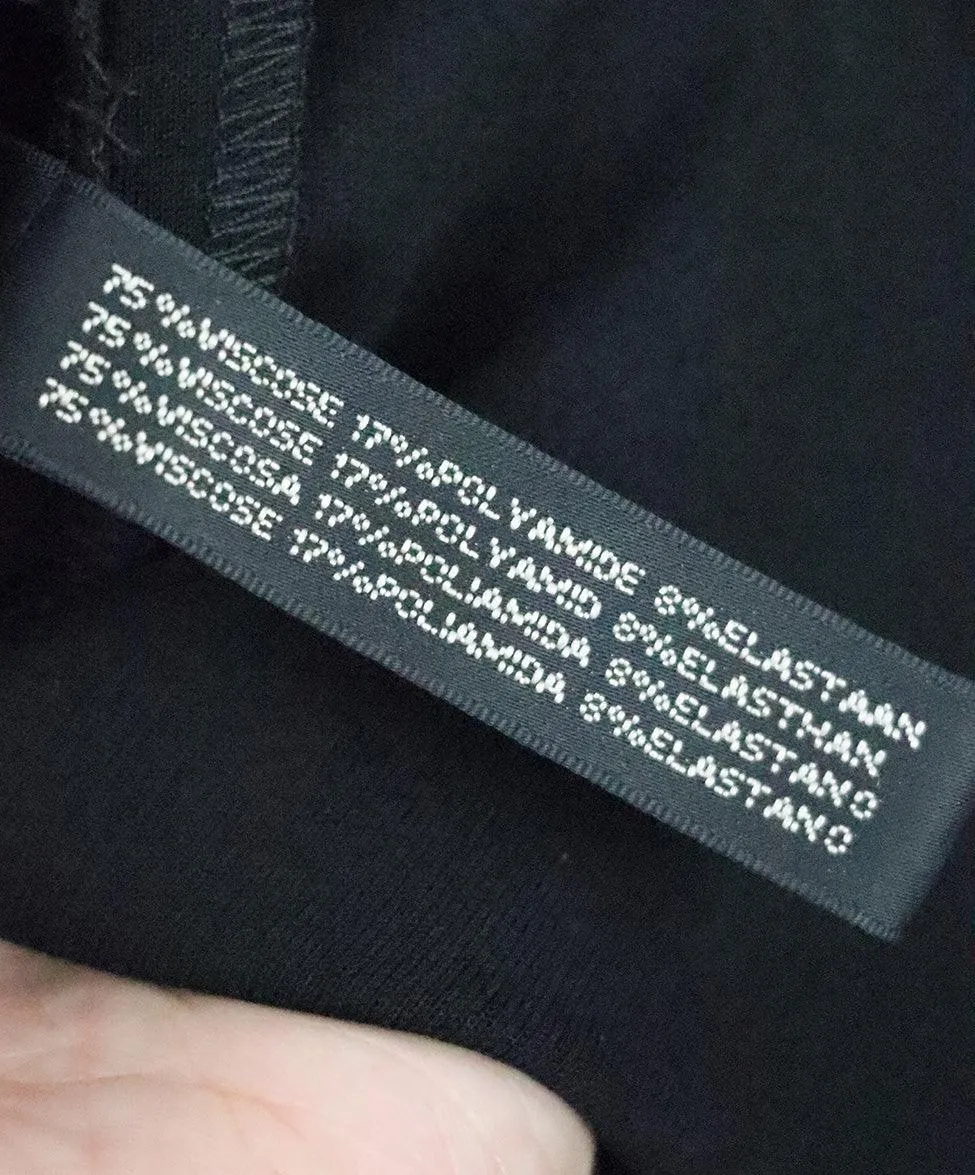 75%VISCOSE 17%POLYAMIDE 8%ELASTAAN
75%VISCOSE 17%POLYAMID 8%ELASTHAN
75%VISCOSA 17%POLIAMIDA 8%ELASTANO
75%VISCOSE 17%POLIAMIDA 8%ELASTANO